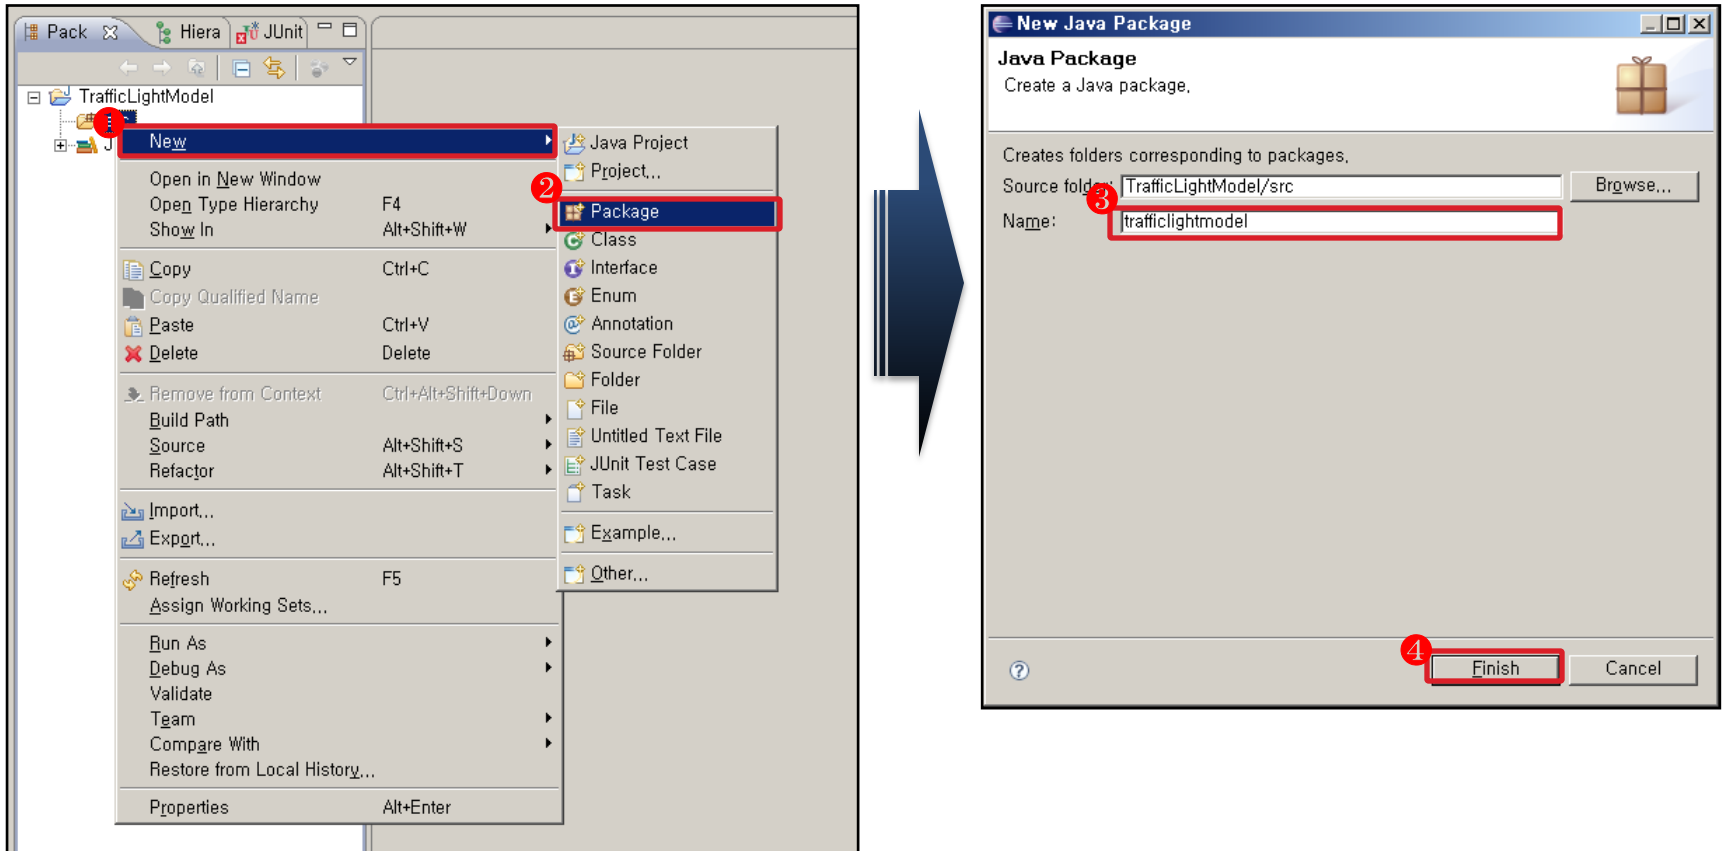 Pack
Hiera
JUnit
TrafficLightModel
1
J
New
Open in New Window
Open Type Hierarchy F4
Show In Alt+Shift+W
Copy Ctrl+C
Copy Qualified Name
Paste Ctrl+V
Delete Delete
Remove from Context Ctrl+Alt+Shift+Down
Build Path
Source Alt+Shift+S
Refactor Alt+Shift+T
Import...
Export...
Refresh F5
Assign Working Sets...
Run As
Debug As
Validate
Team
Compare With
Restore from Local History...
Properties Alt+Enter
Java Project
Project...
2
Package
Class
Interface
Enum
Annotation
Source Folder
Folder
File
Untitled Text File
JUnit Test Case
Task
Example...
Other...
New Java Package
Java Package
Create a Java package.
Creates folders corresponding to packages.
Source folder: TrafficLightModel/src Browse...
3
Name: trafficlightmodel
4
Finish Cancel